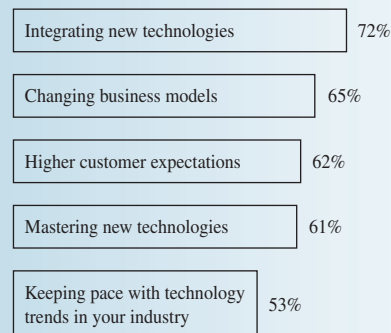 Integrating new technologies 72%
Changing business models 65%
Higher customer expectations 62%
Mastering new technologies 61%
Keeping pace with technology
trends in your industry 53%